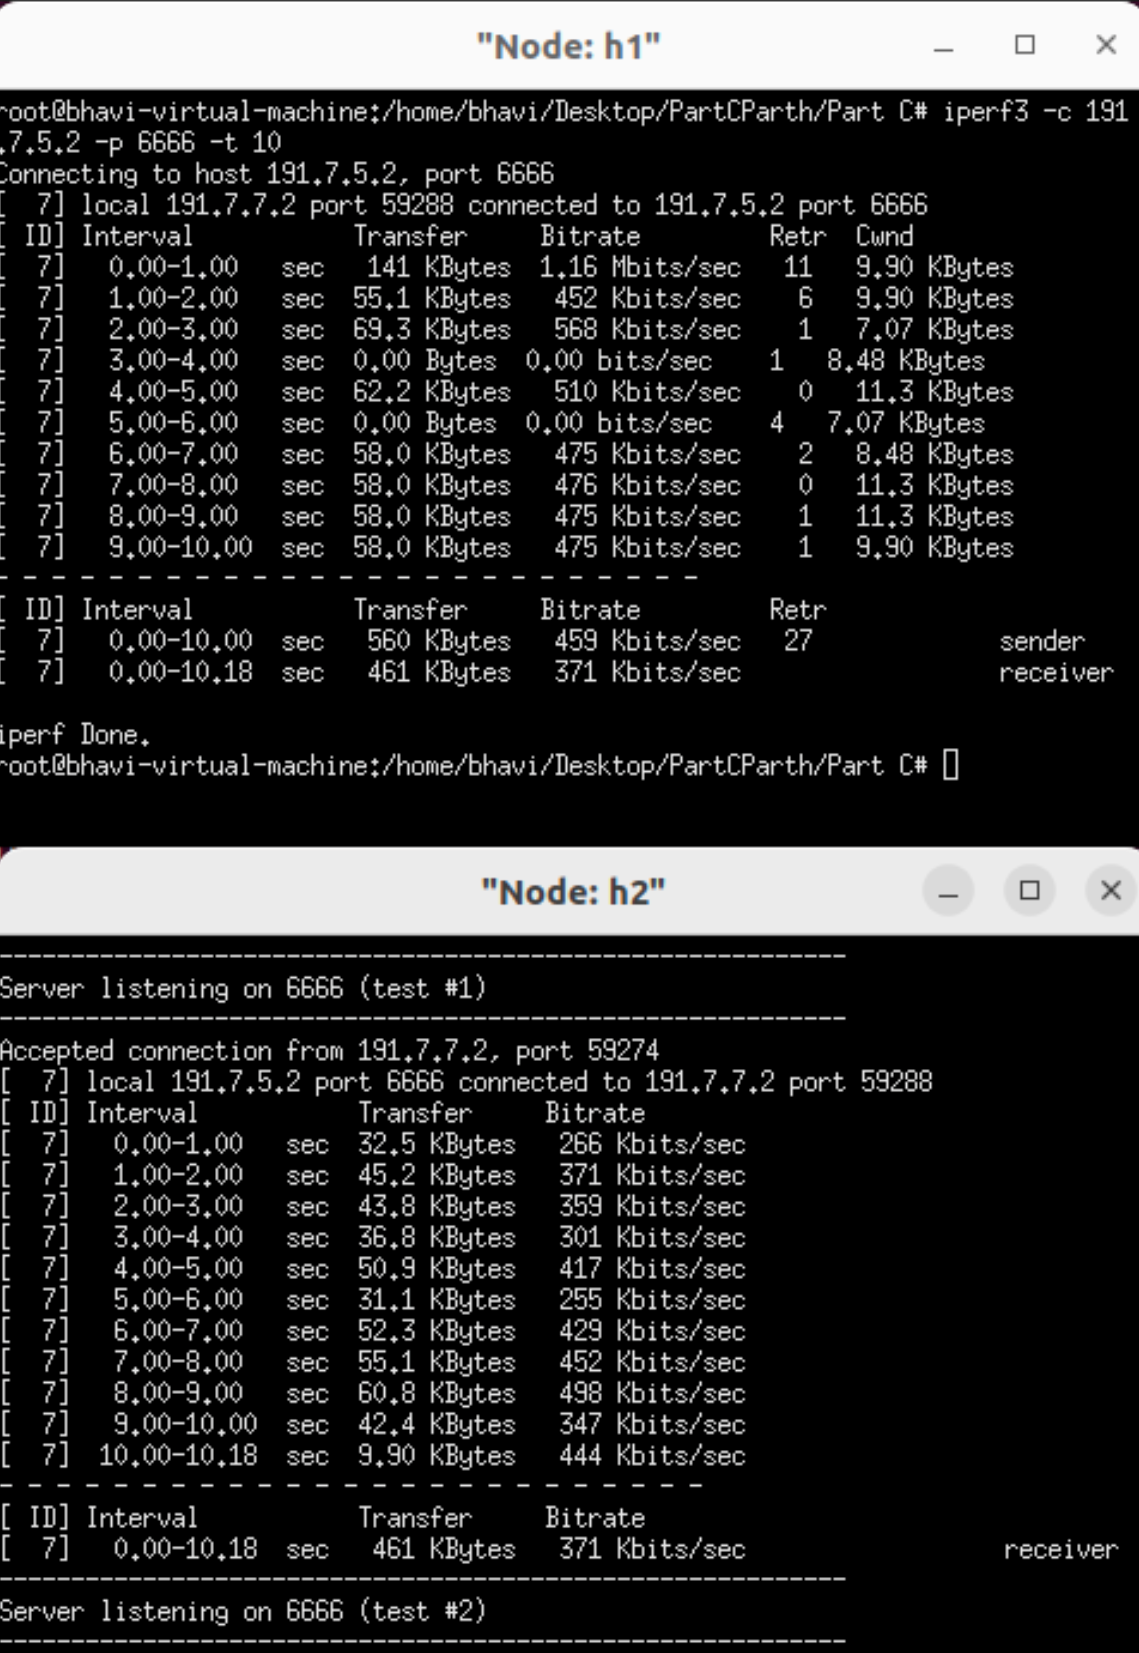 "Node: h1"
root@bhavi-virtual-machine:/home/bhavi/Desktop/PartCParth/Part C# iperf3 -c 191
.7.5.2 -p 6666 -t 10
Connecting to host 191.7.5.2, port 6666
[  7] local 191.7.7.2 port 59288 connected to 191.7.5.2 port 6666
[ ID] Interval           Transfer     Bitrate         Retr  Cwnd
[  7]   0.00-1.00   sec   141 KBytes  1.16 Mbits/sec   11   9.90 KBytes
[  7]   1.00-2.00   sec  55.1 KBytes   452 Kbits/sec    6   9.90 KBytes
[  7]   2.00-3.00   sec  69.3 KBytes   568 Kbits/sec    1   7.07 KBytes
[  7]   3.00-4.00   sec  0.00 Bytes  0.00 bits/sec    1   8.48 KBytes
[  7]   4.00-5.00   sec  62.2 KBytes   510 Kbits/sec    0   11.3 KBytes
[  7]   5.00-6.00   sec  0.00 Bytes  0.00 bits/sec    4   7.07 KBytes
[  7]   6.00-7.00   sec  58.0 KBytes   475 Kbits/sec    2   8.48 KBytes
[  7]   7.00-8.00   sec  58.0 KBytes   476 Kbits/sec    0   11.3 KBytes
[  7]   8.00-9.00   sec  58.0 KBytes   475 Kbits/sec    1   11.3 KBytes
[  7]   9.00-10.00  sec  58.0 KBytes   475 Kbits/sec    1   9.90 KBytes
- - - - - - - - - - - - - - - - - - - - - - - - -
[ ID] Interval           Transfer     Bitrate         Retr
[  7]   0.00-10.00  sec   560 KBytes   459 Kbits/sec   27             sender
[  7]   0.00-10.18  sec   461 KBytes   371 Kbits/sec                  receiver
iperf Done.
root@bhavi-virtual-machine:/home/bhavi/Desktop/PartCParth/Part C#
"Node: h2"
-----------------------------------------------------------
Server listening on 6666 (test #1)
-----------------------------------------------------------
Accepted connection from 191.7.7.2, port 59274
[  7] local 191.7.5.2 port 6666 connected to 191.7.7.2 port 59288
[ ID] Interval           Transfer     Bitrate
[  7]   0.00-1.00   sec  32.5 KBytes   266 Kbits/sec
[  7]   1.00-2.00   sec  45.2 KBytes   371 Kbits/sec
[  7]   2.00-3.00   sec  43.8 KBytes   359 Kbits/sec
[  7]   3.00-4.00   sec  36.8 KBytes   301 Kbits/sec
[  7]   4.00-5.00   sec  50.9 KBytes   417 Kbits/sec
[  7]   5.00-6.00   sec  31.1 KBytes   255 Kbits/sec
[  7]   6.00-7.00   sec  52.3 KBytes   429 Kbits/sec
[  7]   7.00-8.00   sec  55.1 KBytes   452 Kbits/sec
[  7]   8.00-9.00   sec  60.8 KBytes   498 Kbits/sec
[  7]   9.00-10.00  sec  42.4 KBytes   347 Kbits/sec
[  7]  10.00-10.18  sec  9.90 KBytes   444 Kbits/sec
- - - - - - - - - - - - - - - - - - - - - - - - -
[ ID] Interval           Transfer     Bitrate
[  7]   0.00-10.18  sec   461 KBytes   371 Kbits/sec                  receiver
-----------------------------------------------------------
Server listening on 6666 (test #2)
-----------------------------------------------------------